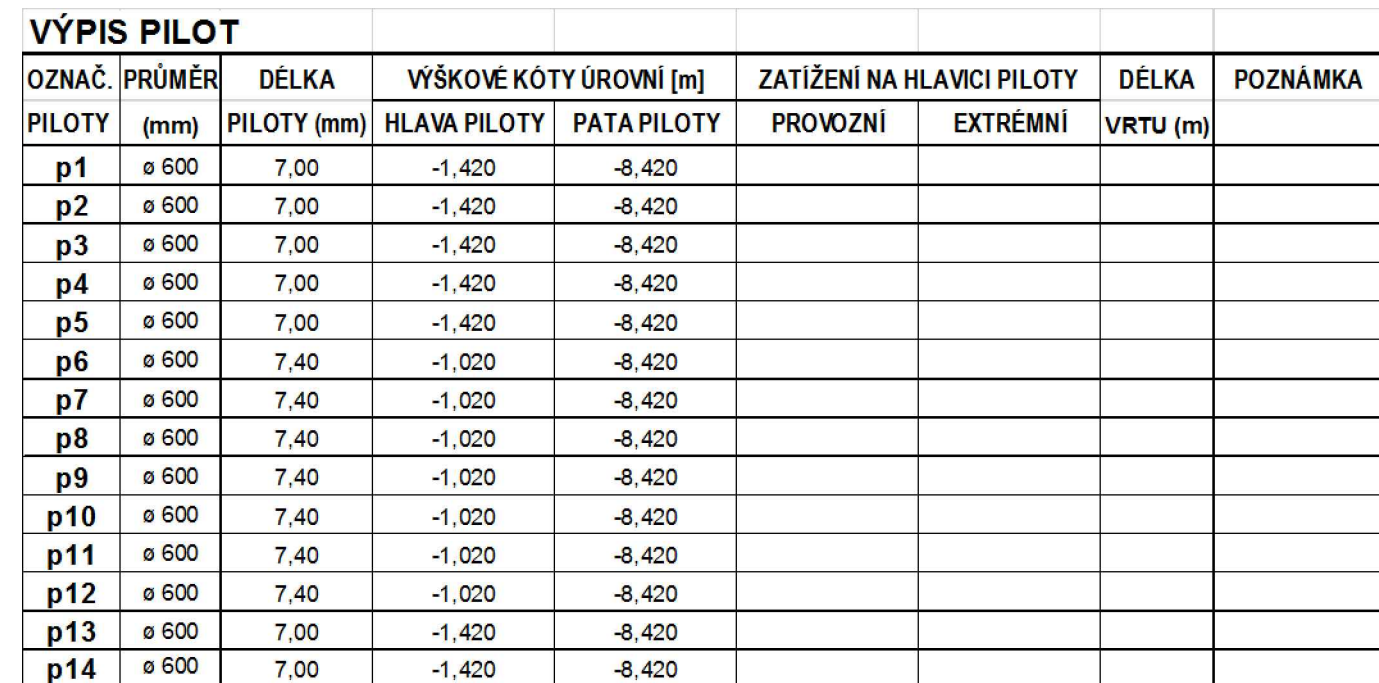 VÝPIS PILOT
OZNAČ. PRŮMĚR DÉLKA VÝŠKOVÉ KÓTY ÚROVNÍ [m] ZATÍŽENÍ NA HLAVICI PILOTY DÉLKA POZNÁMKA
PILOTY (mm) PILOTY (mm) HLAVA PILOTY PATA PILOTY PROVOZNÍ EXTRÉMNÍ VRTU (m)
p1 ø 600 7,00 -1,420 -8,420
p2 ø 600 7,00 -1,420 -8,420
p3 ø 600 7,00 -1,420 -8,420
p4 ø 600 7,00 -1,420 -8,420
p5 ø 600 7,00 -1,420 -8,420
p6 ø 600 7,40 -1,020 -8,420
p7 ø 600 7,40 -1,020 -8,420
p8 ø 600 7,40 -1,020 -8,420
p9 ø 600 7,40 -1,020 -8,420
p10 ø 600 7,40 -1,020 -8,420
p11 ø 600 7,40 -1,020 -8,420
p12 ø 600 7,40 -1,020 -8,420
p13 ø 600 7,00 -1,420 -8,420
p14 ø 600 7,00 -1,420 -8,420